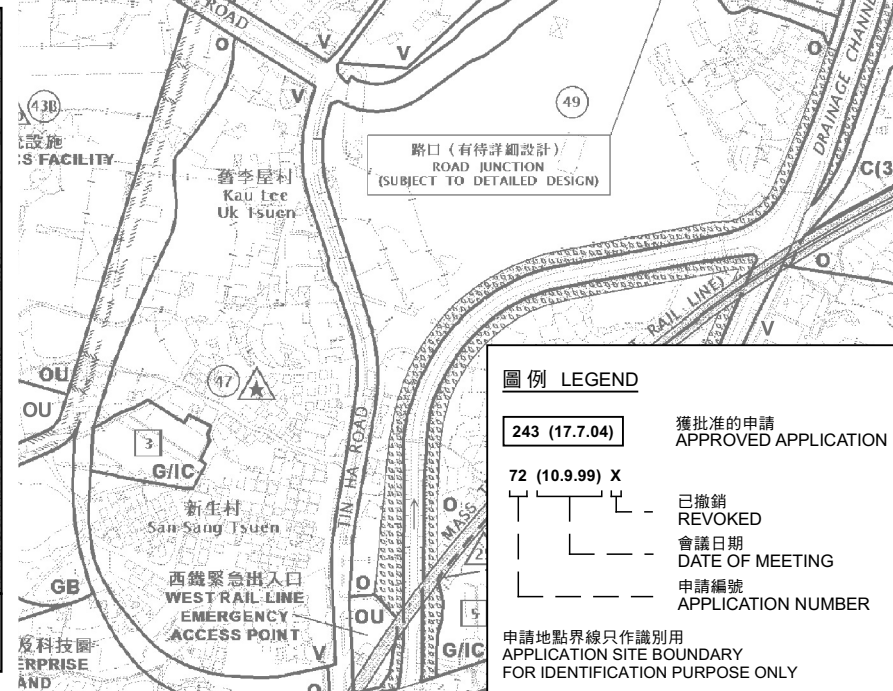 ROAD
O
V
V
V
O
DRAINAGE CHANNEL
43B
流設施
CS FACILITY
49
路口（有待詳細設計）
ROAD JUNCTION
(SUBJECT TO DETAILED DESIGN)
C(3
舊李屋村
Kau Lee
Uk Tsuen
O
RAIL LINE)
V
OU
OU
47
3
G/IC
TIN HA ROAD
新生村
San Sang Tsuen
O
MASS T
GB
西鐵緊急出入口
WEST RAIL LINE
EMERGENCY
ACCESS POINT
O
OU
5
G/IC
V
O
及科技園
ERPRISE
AND
圖例 LEGEND
243 (17.7.04)
獲批准的申請
APPROVED APPLICATION
72 (10.9.99) X
已撤銷
REVOKED
會議日期
DATE OF MEETING
申請編號
APPLICATION NUMBER
申請地點界線只作識別用
APPLICATION SITE BOUNDARY
FOR IDENTIFICATION PURPOSE ONLY